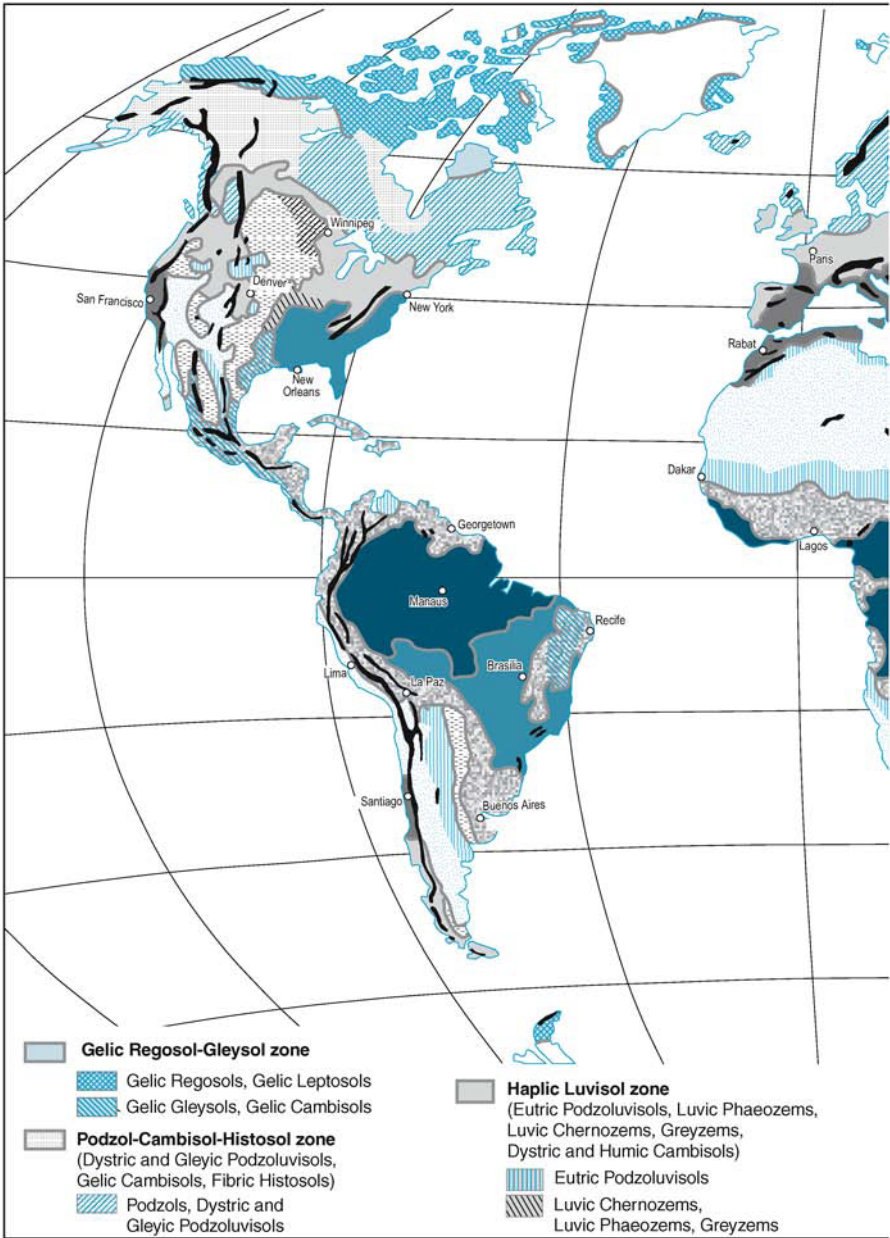 Winnipeg
Paris
Denver
San Francisco
New York
Rabat
New
Orleans
Dakar
Georgetown
Lagos
Manaus
Recife
Lima
Brasilia
La Paz
Santiago
Buenos Aires
Gelic Regosol-Gleysol zone
Gelic Regosols, Gelic Leptosols
Gelic Gleysols, Gelic Cambisols
Podzol-Cambisol-Histosol zone
(Dystric and Gleyic Podzoluvisols,
Gelic Cambisols, Fibric Histosols)
Podzols, Dystric and
Gleyic Podzoluvisols
Haplic Luvisol zone
(Eutric Podzoluvisols, Luvic Phaeozems,
Luvic Chernozems, Greyzems,
Dystric and Humic Cambisols)
Eutric Podzoluvisols
Luvic Chernozems,
Luvic Phaeozems, Greyzems